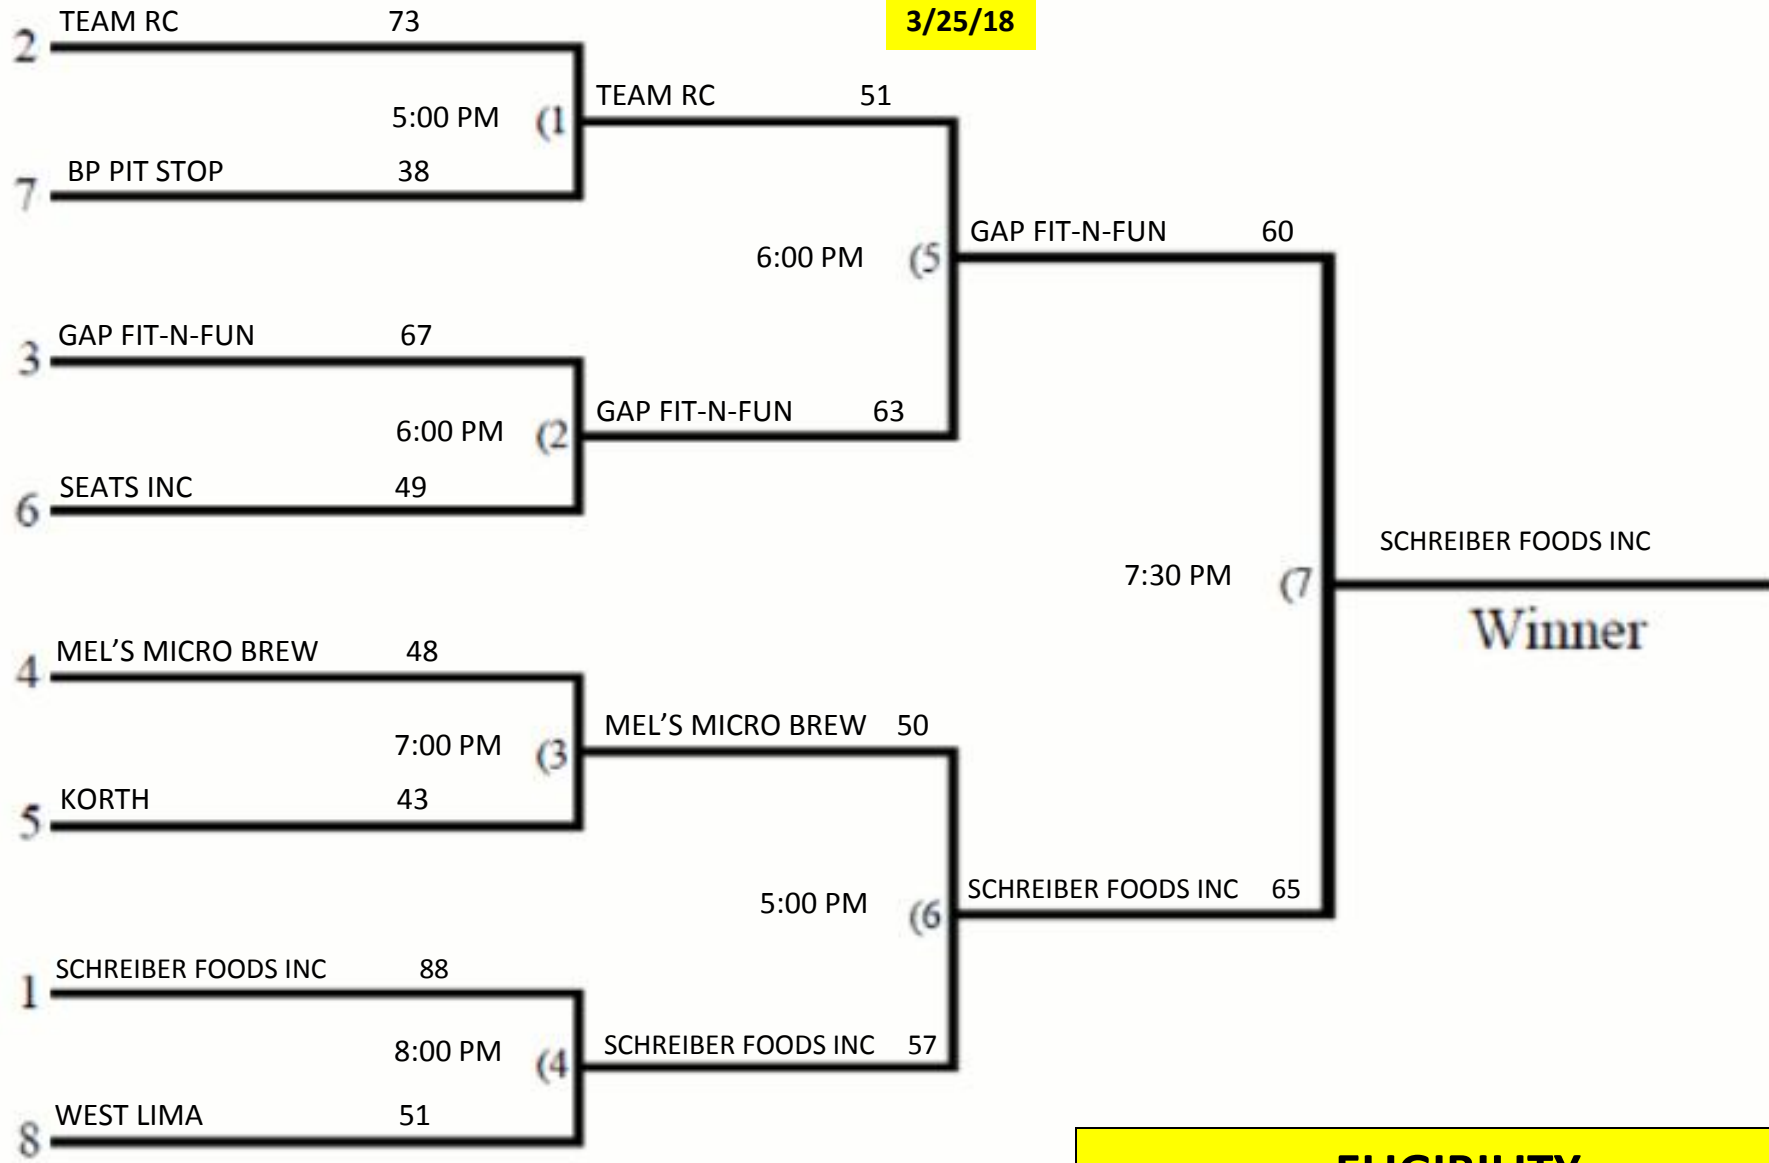 3/25/18
2 TEAM RC 73
5:00 PM (1
7 BP PIT STOP 38
TEAM RC 51
3 GAP FIT-N-FUN 67
6:00 PM (2
6 SEATS INC 49
GAP FIT-N-FUN 63
6:00 PM (5
GAP FIT-N-FUN 60
4 MEL’S MICRO BREW 48
7:00 PM (3
5 KORTH 43
MEL’S MICRO BREW 50
1 SCHREIBER FOODS INC 88
8:00 PM (4
8 WEST LIMA 51
SCHREIBER FOODS INC 57
5:00 PM (6
SCHREIBER FOODS INC 65
7:30 PM (7
SCHREIBER FOODS INC
Winner
ELIGIBILITY